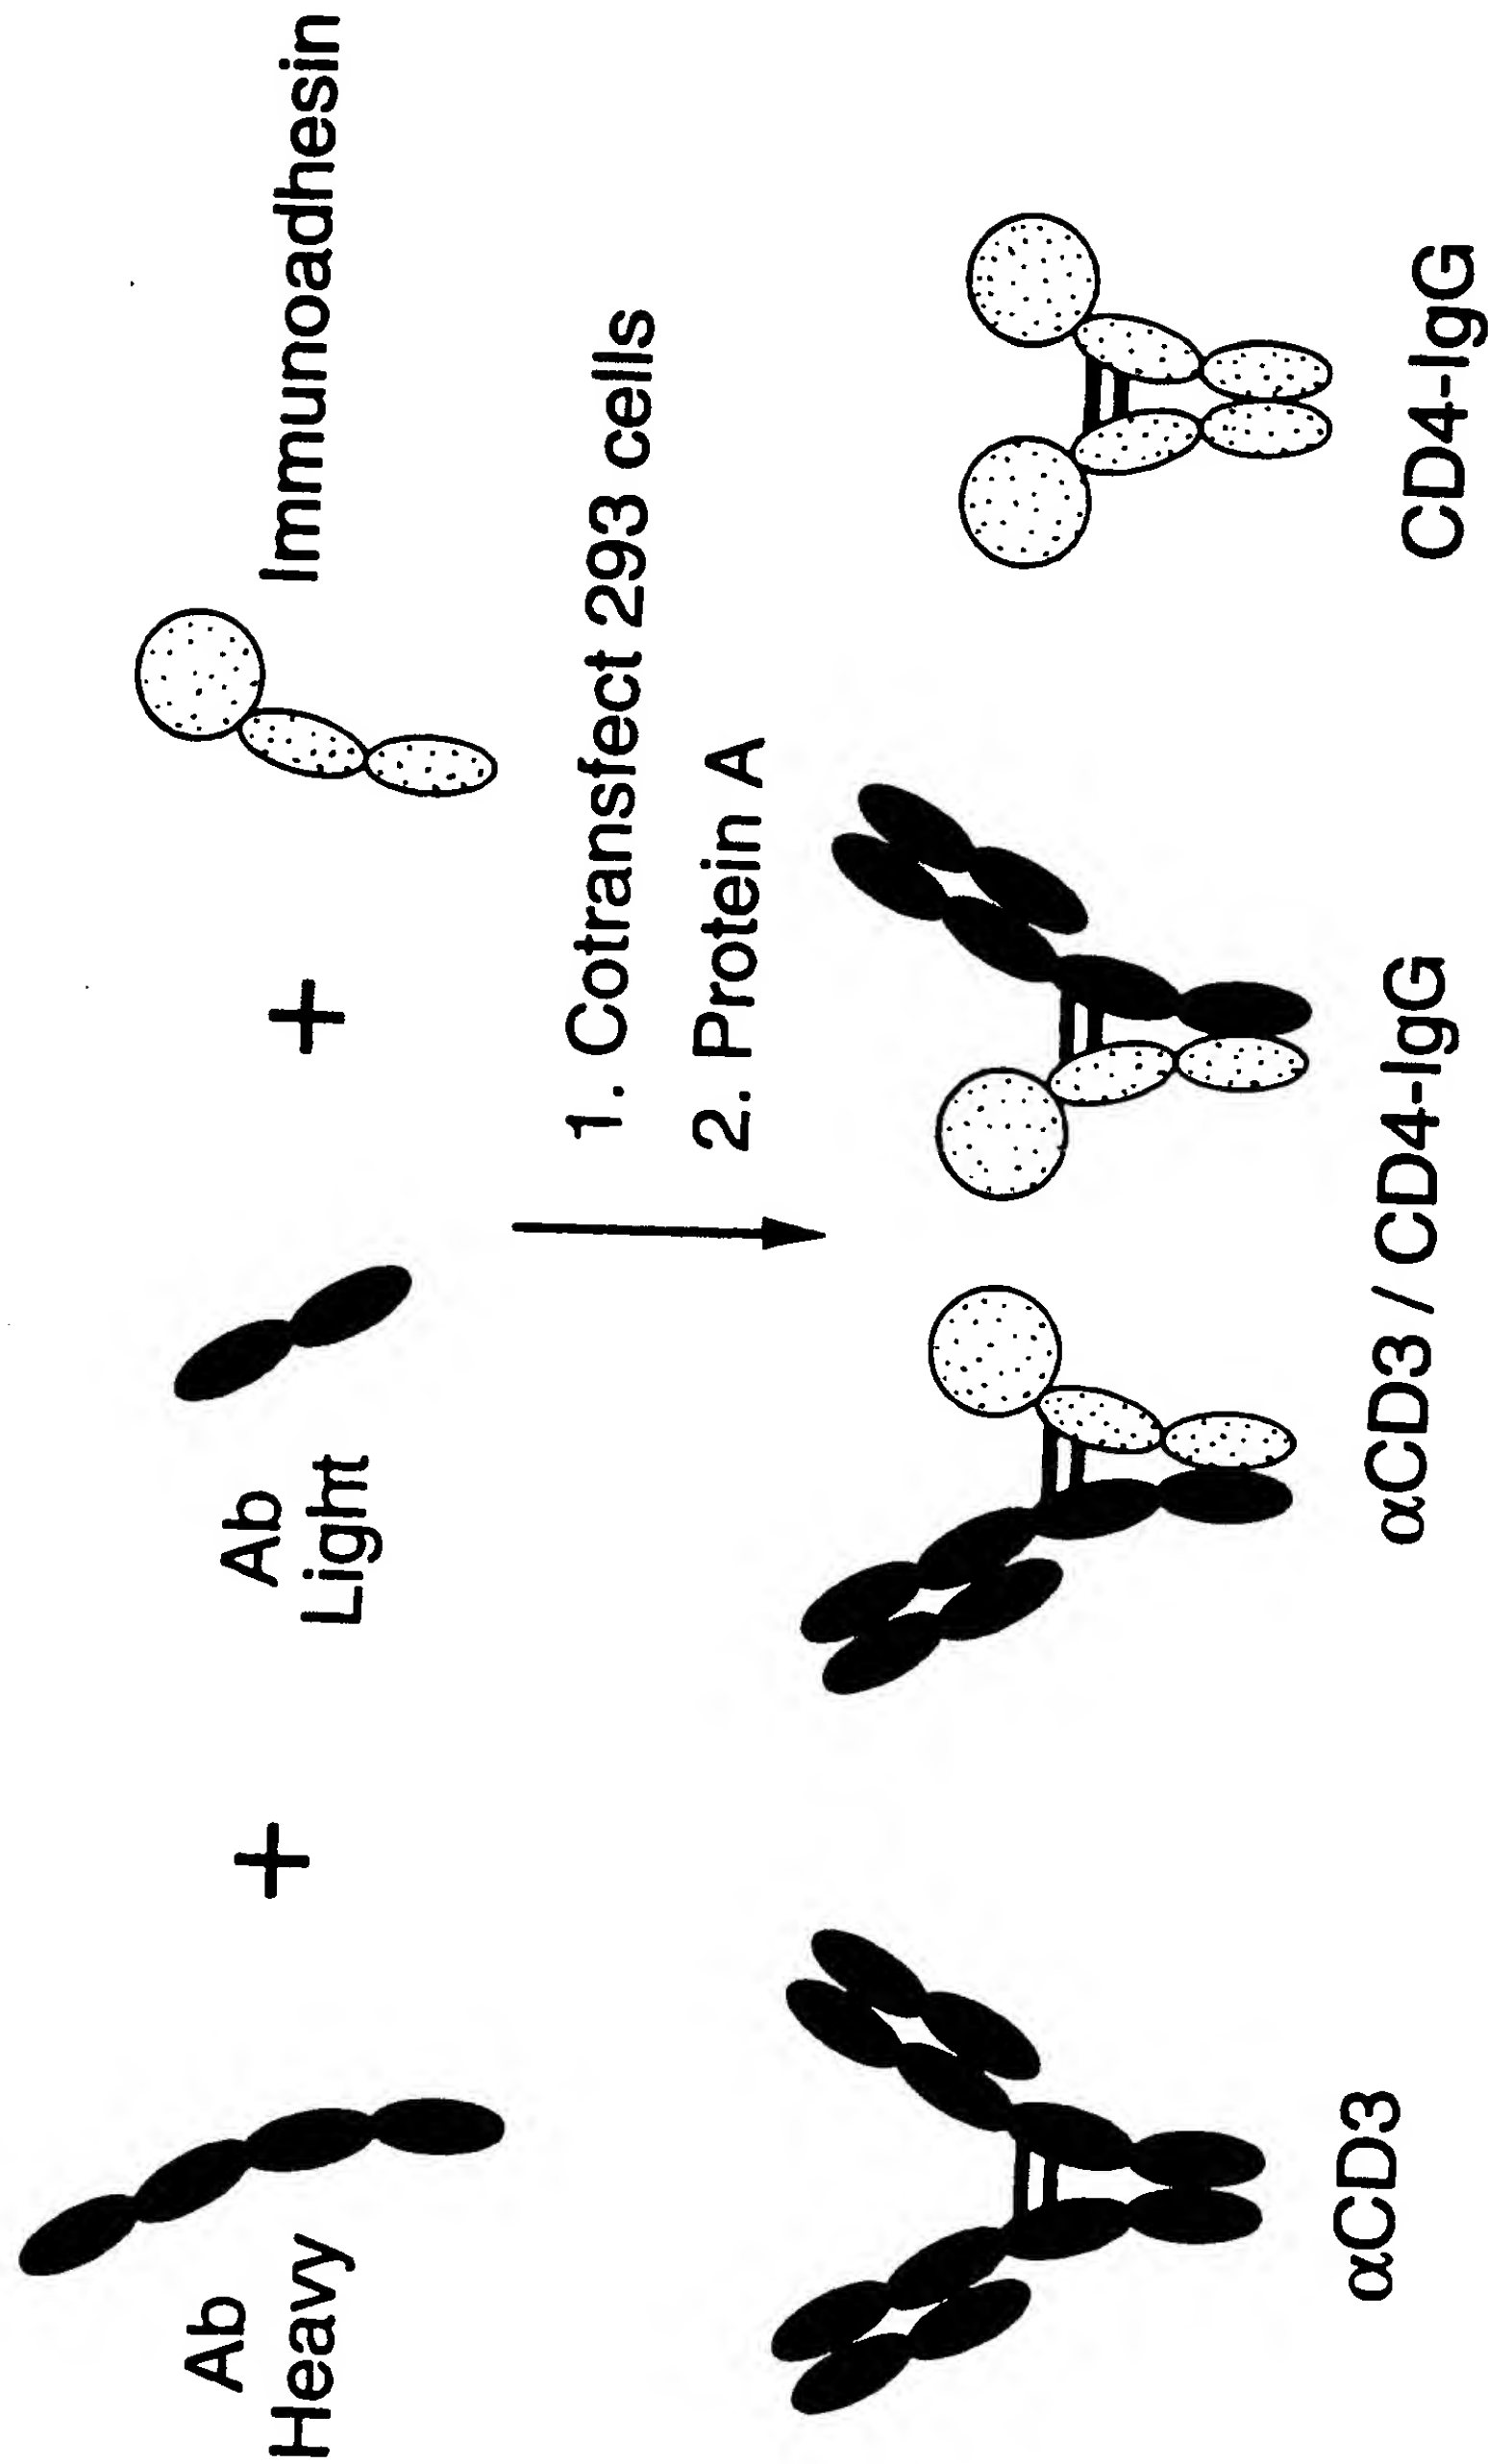 Ab
Heavy
+
Ab
Light
+
Immunoadhesin
1. Cotransfect 293 cells
2. Protein A
αCD3
αCD3 / CD4-IgG
CD4-IgG